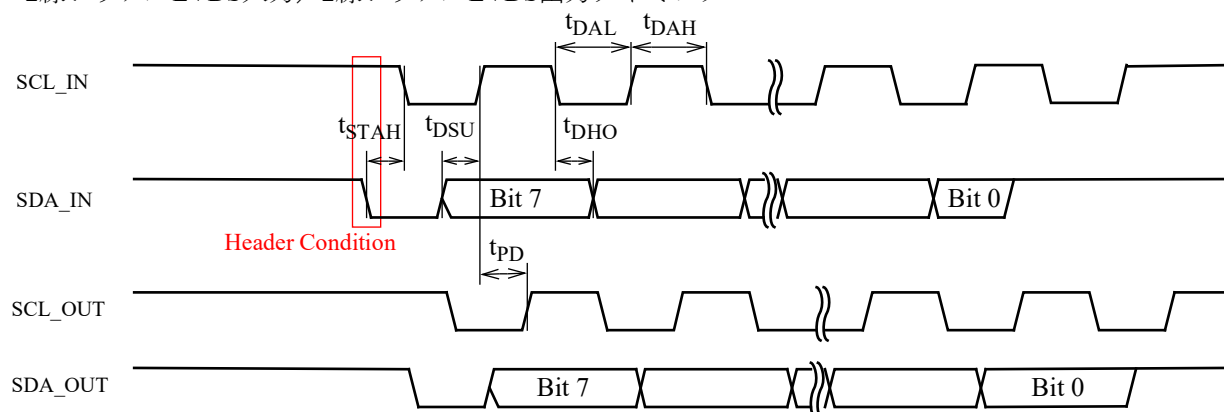 tDAL tDAH
SCL_IN
tSTAH tDSU tDHO
SDA_IN Bit 7 Bit 0
Header Condition
tPD
SCL_OUT
SDA_OUT Bit 7 Bit 0